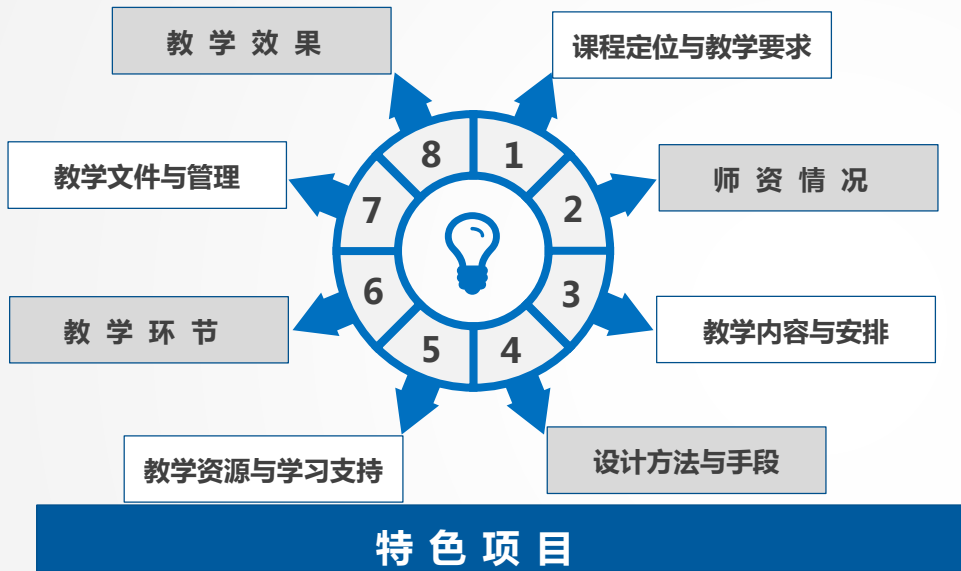 教学效果
课程定位与教学要求
8
1
教学文件与管理
师资情况
7
2
6
3
教学环节
教学内容与安排
5
4
教学资源与学习支持
设计方法与手段
特色项目